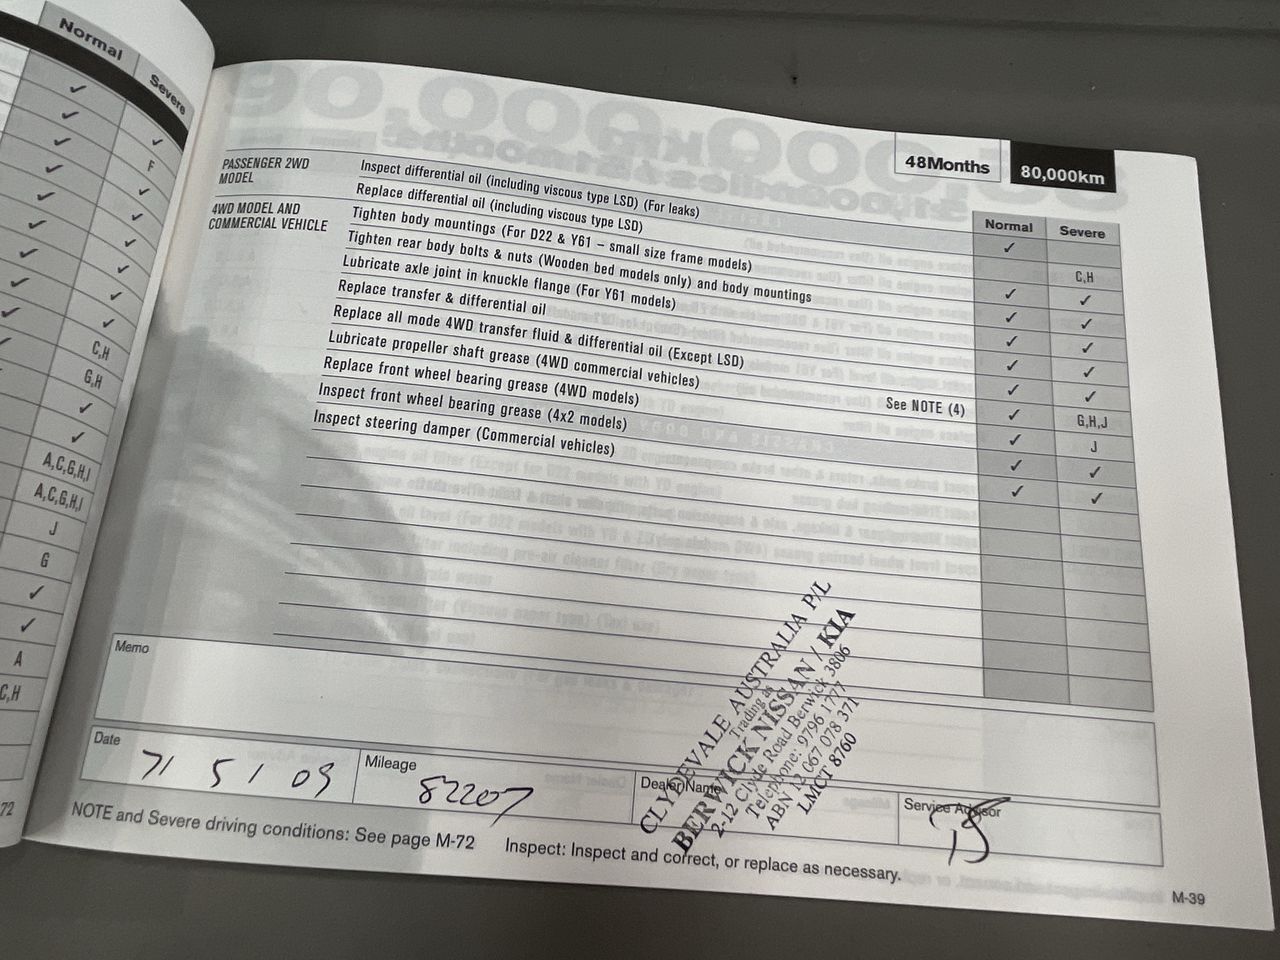 Normal
Severe
F
C,H
G,H
A,C,G,H,I
A,C,G,H,I
J
G
A
C,H
72
48Months
80,000km
Normal
Severe
PASSENGER 2WD
MODEL
Inspect differential oil (including viscous type LSD) (For leaks)
✓
Replace differential oil (including viscous type LSD)
C,H
4WD MODEL AND
COMMERCIAL VEHICLE
Tighten body mountings (For D22 & Y61 – small size frame models)
✓ ✓
Tighten rear body bolts & nuts (Wooden bed models only) and body mountings
✓ ✓
Lubricate axle joint in knuckle flange (For Y61 models)
✓ ✓
Replace transfer & differential oil
✓ ✓
Replace all mode 4WD transfer fluid & differential oil (Except LSD)
✓ ✓
Lubricate propeller shaft grease (4WD commercial vehicles)
See NOTE (4)
✓ G,H,J
Replace front wheel bearing grease (4WD models)
✓ J
Inspect front wheel bearing grease (4x2 models)
✓ ✓
Inspect steering damper (Commercial vehicles)
✓ ✓
Memo
CLYDEVALE AUSTRALIA P/L
Trading as
BERWICK NISSAN / KIA
2-12 Clyde Road Berwick 3806
Telephone: 9796 1777
ABN 12 067 078 371
LMCT 8760
Date
7/ 5 / 09
Mileage
82207
Dealer Name
Service Advisor
NOTE and Severe driving conditions: See page M-72
Inspect: Inspect and correct, or replace as necessary.
M-39